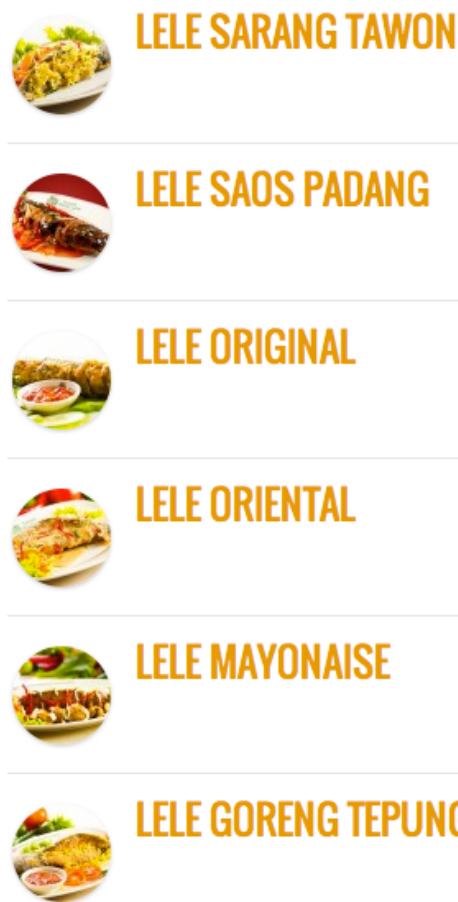 LELE SARANG TAWON
LELE SAOS PADANG
LELE ORIGINAL
LELE ORIENTAL
LELE MAYONAISE
LELE GORENG TEPUNG